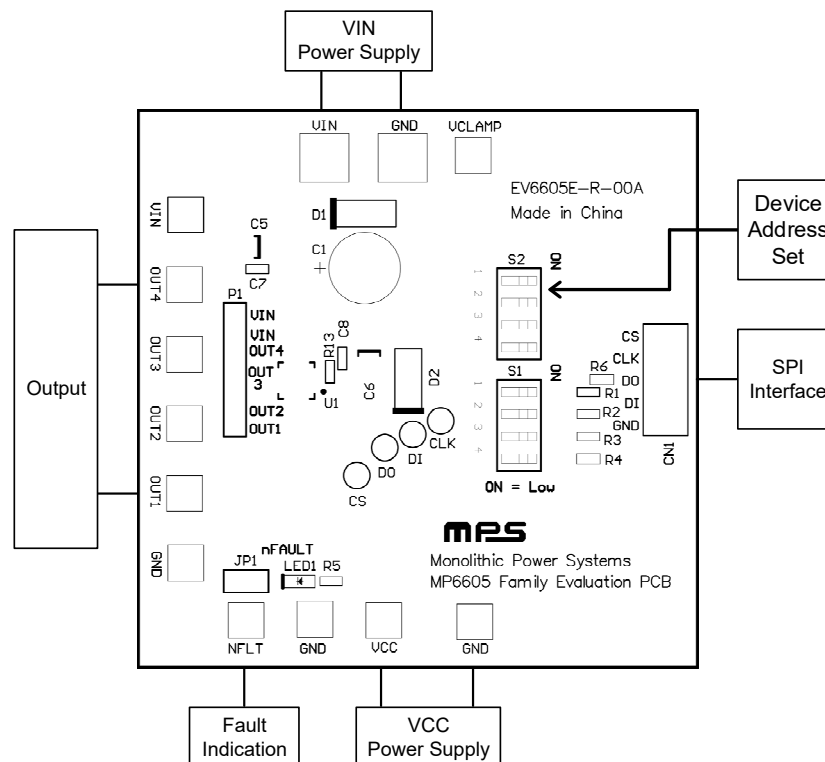 VIN
Power Supply
VIN
GND
VCLAMP
EV6605E-R-00A
Made in China
VIN
OUT4
OUT3
OUT2
OUT1
GND
Output
D1
C5
C1
+
C7
P1
VIN
VIN
OUT4
OUT
3
OUT2
OUT1
R13
C8
U1
C6
D2
CLK
DI
DO
CS
S2
NO
1
2
3
4
S1
NO
1
2
3
4
ON = Low
Device
Address
Set
CS
CLK
DO
DI
GND
CN1
R6
R1
R2
R3
R4
SPI
Interface
mPS
Monolithic Power Systems
MP6605 Family Evaluation PCB
nFAULT
JP1
LED1
R5
NFLT
GND
VCC
GND
Fault
Indication
VCC
Power Supply